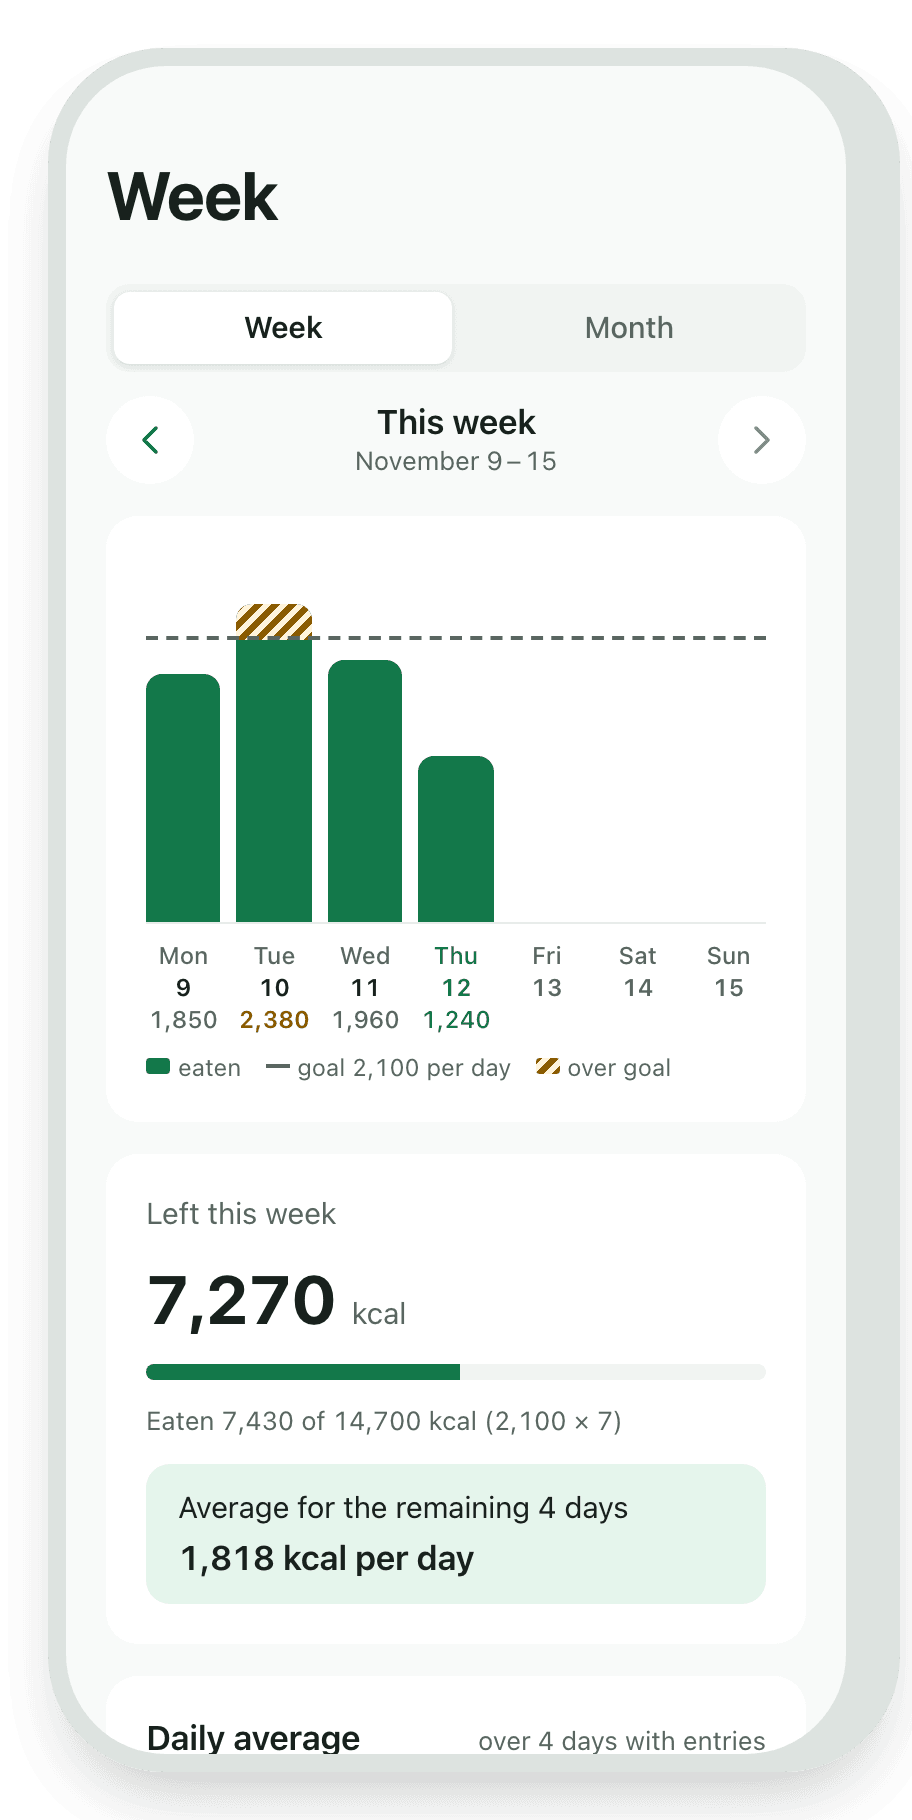 Week
Week Month
This week
November 9 – 15
Mon Tue Wed Thu Fri Sat Sun
9 10 11 12 13 14 15
1,850 2,380 1,960 1,240
eaten goal 2,100 per day over goal
Left this week
7,270 kcal
Eaten 7,430 of 14,700 kcal (2,100 × 7)
Average for the remaining 4 days
1,818 kcal per day
Daily average over 4 days with entries